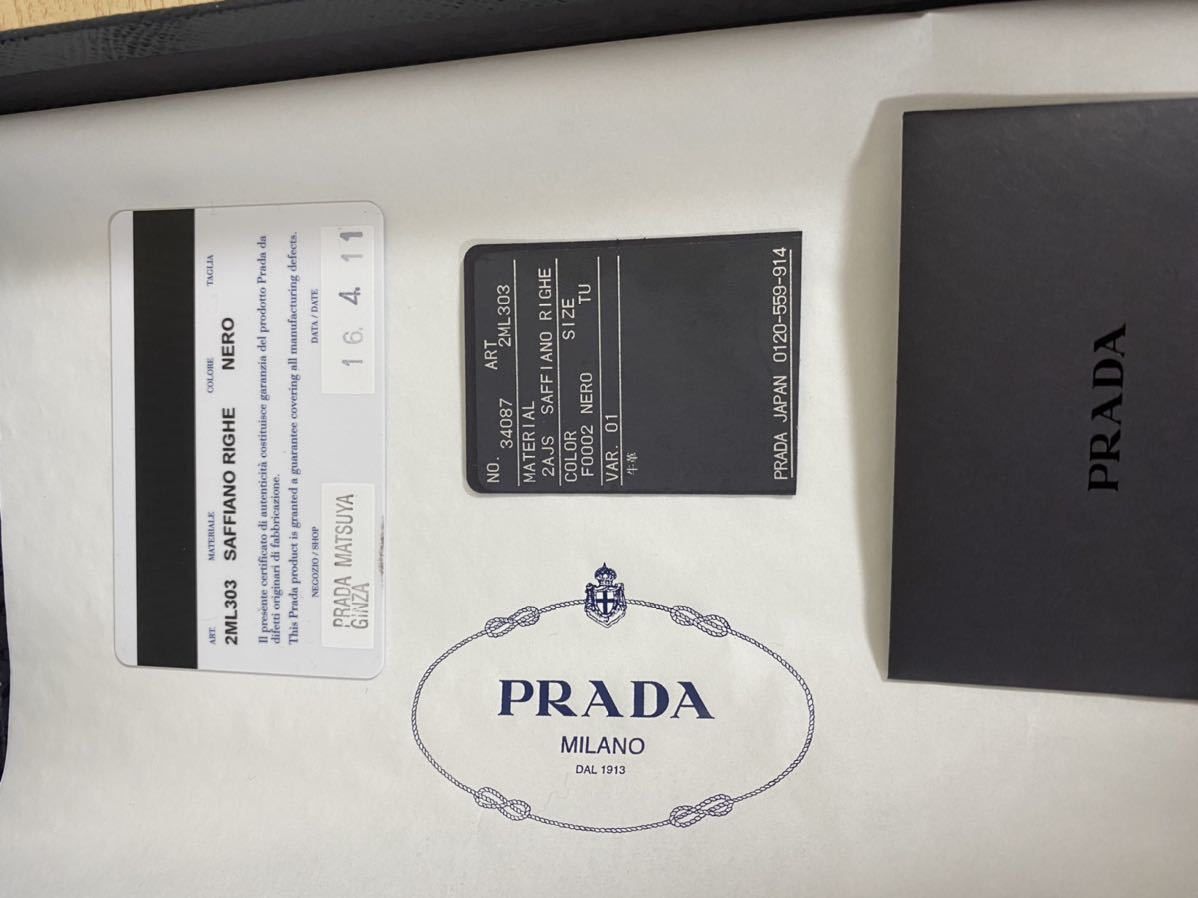 ART. MATERIALE COLORE TAGLIA
2ML303 SAFFIANO RIGHE NERO
Il presente certificato di autenticità costituisce garanzia del prodotto Prada da
difetti originari di fabbricazione.
This Prada product is granted a guarantee covering all manufacturing defects.
NEGOZIO / SHOP DATA / DATE
PRADA MATSUYA
GINZA
16. 4. 11
NO. ART
34087 2ML303
MATERIAL
2AJS SAFFIANO RIGHE
COLOR SIZE
F0002 NERO TU
VAR. 01
牛革
PRADA JAPAN 0120-559-914
PRADA
MILANO
DAL 1913
PRADA